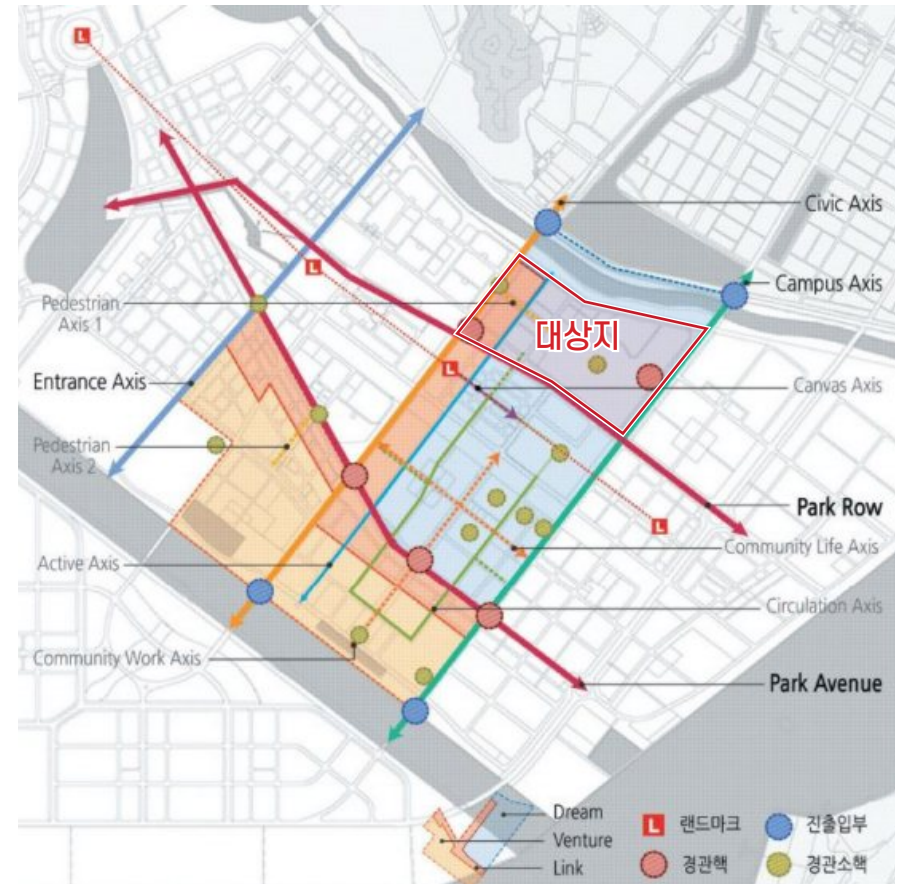 L
Civic Axis
Campus Axis
L
Pedestrian
Axis 1
대상지
L
Entrance Axis
Canvas Axis
Pedestrian
Axis 2
Park Row
L
Community Life Axis
Active Axis
Circulation Axis
Community Work Axis
Park Avenue
Dream
Venture
Link
L 랜드마크
진출입부
경관핵
경관소핵